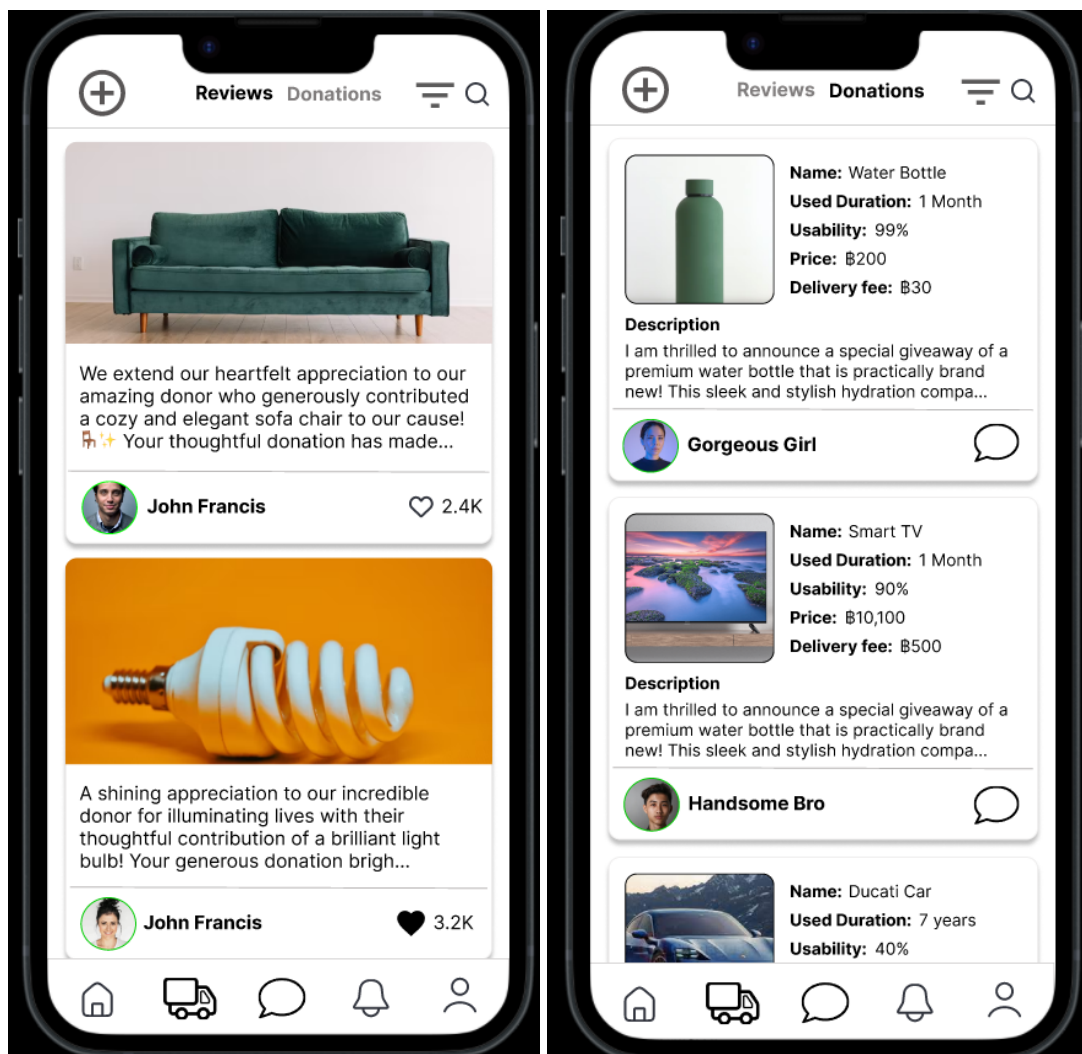 Reviews Donations
We extend our heartfelt appreciation to our
amazing donor who generously contributed
a cozy and elegant sofa chair to our cause!
🪑✨ Your thoughtful donation has made...
John Francis
2.4K
A shining appreciation to our incredible
donor for illuminating lives with their
thoughtful contribution of a brilliant light
bulb! Your generous donation brigh...
John Francis
3.2K
Reviews Donations
Name: Water Bottle
Used Duration: 1 Month
Usability: 99%
Price: ฿200
Delivery fee: ฿30
Description
I am thrilled to announce a special giveaway of a
premium water bottle that is practically brand
new! This sleek and stylish hydration compa...
Gorgeous Girl
Name: Smart TV
Used Duration: 1 Month
Usability: 90%
Price: ฿10,100
Delivery fee: ฿500
Description
I am thrilled to announce a special giveaway of a
premium water bottle that is practically brand
new! This sleek and stylish hydration compa...
Handsome Bro
Name: Ducati Car
Used Duration: 7 years
Usability: 40%